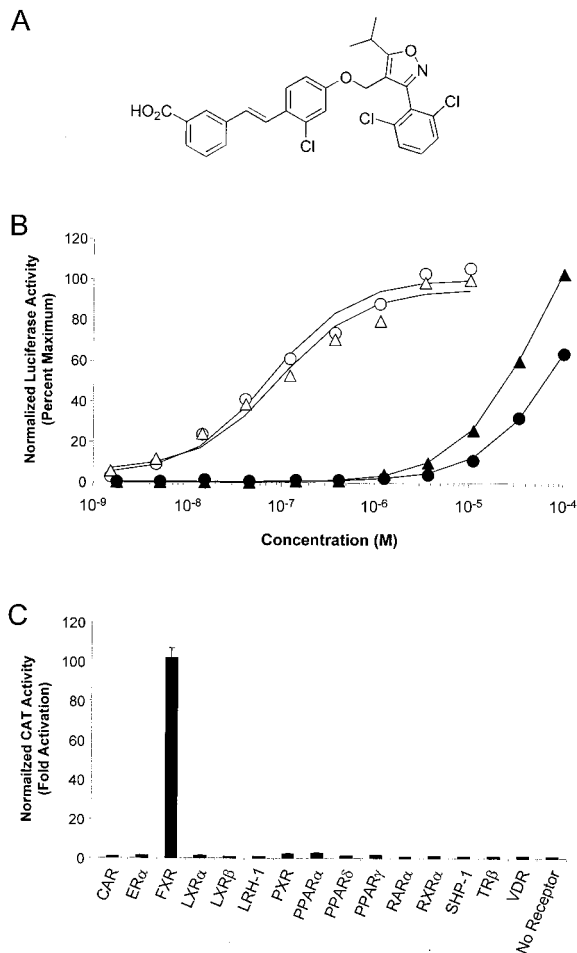 A
O
N
O
Cl
Cl
HO2C
Cl
B
Normalized Luciferase Activity
(Percent Maximum)
120
100
80
60
40
20
0
10-9
10-8
10-7
10-6
10-5
10-4
Concentration (M)
C
Normailzed CAT Activity
(Fold Activation)
120
100
80
60
40
20
0
CAR
ERα
FXR
LXRα
LXRβ
LRH-1
PXR
PPARα
PPARδ
PPARγ
RARα
RXRα
SHP-1
TRβ
VDR
No Receptor